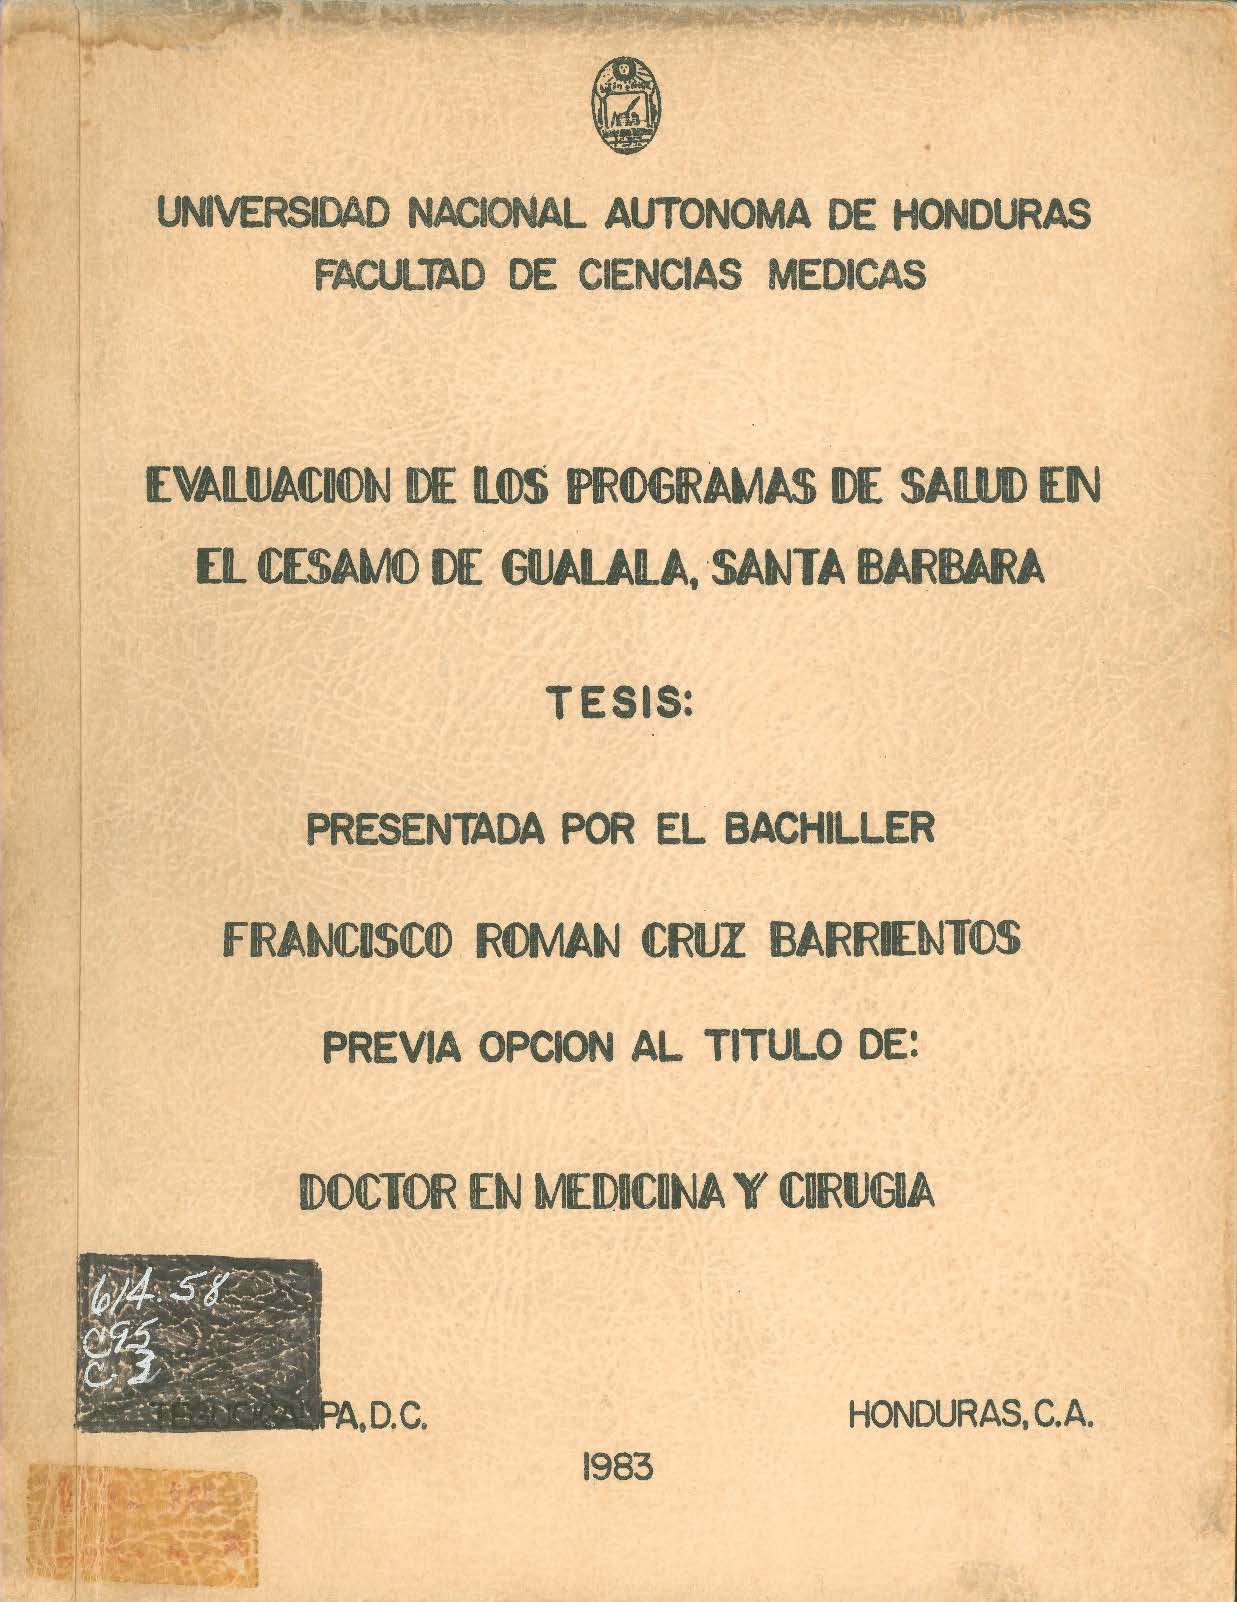 UNIVERSIDAD NACIONAL AUTONOMA DE HONDURAS
FACULTAD DE CIENCIAS MEDICAS
EVALUACION DE LOS PROGRAMAS DE SALUD EN
EL CESAMO DE GUALALA, SANTA BARBARA
TESIS:
PRESENTADA POR EL BACHILLER
FRANCISCO ROMAN CRUZ BARRIENTOS
PREVIA OPCION AL TITULO DE:
DOCTOR EN MEDICINA Y CIRUGIA
614.58
C95
C.3
TEGUCIGALPA, D.C. HONDURAS, C.A.
1983